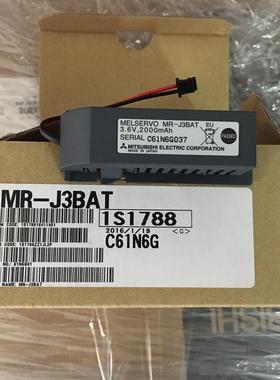 MELSERVO MR-J3BAT EU
3.6V,2000mAh
SERIAL C61N6G037
PASSED
MITSUBISHI ELECTRIC CORPORATION
MADE IN JAPAN
MR-J3BAT
1S1788
2016/1/19 <G>
C61N6G
NAME: MR-J3BAT